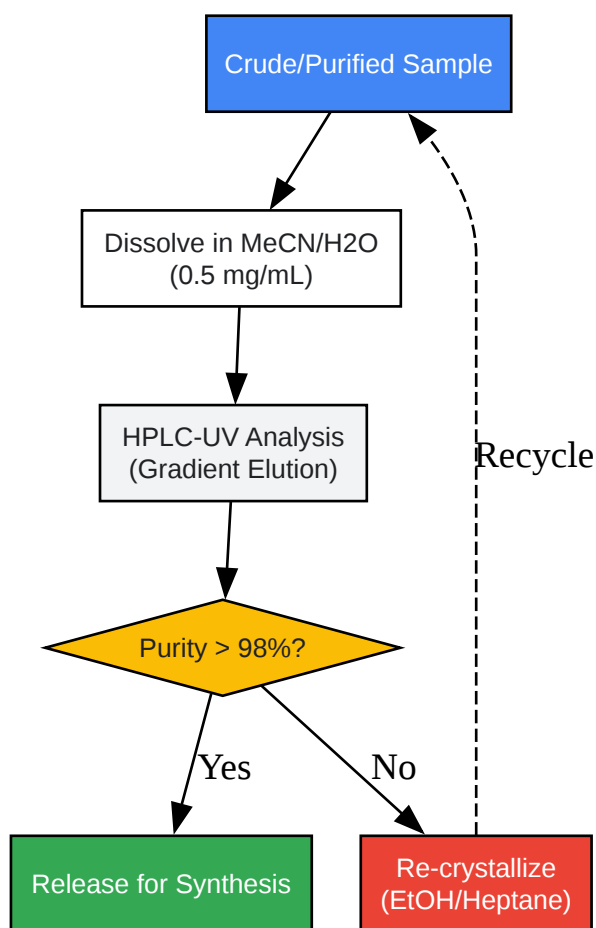 Crude/Purified Sample
Dissolve in MeCN/H2O
(0.5 mg/mL)
HPLC-UV Analysis
(Gradient Elution)
Recycle
Purity > 98%?
Yes
No
Release for Synthesis
Re-crystallize
(EtOH/Heptane)